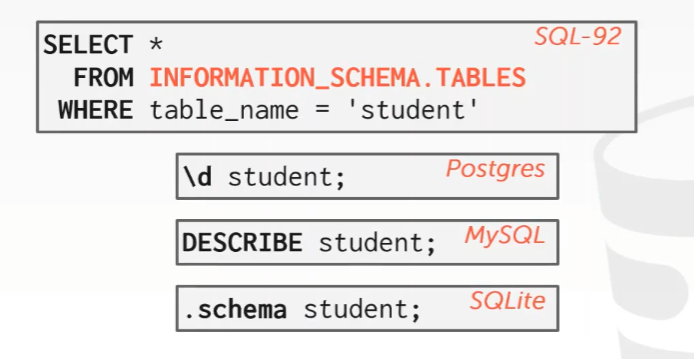 SELECT * SQL-92
FROM INFORMATION_SCHEMA.TABLES
WHERE table_name = 'student'
\d student; Postgres
DESCRIBE student; MySQL
.schema student; SQLite